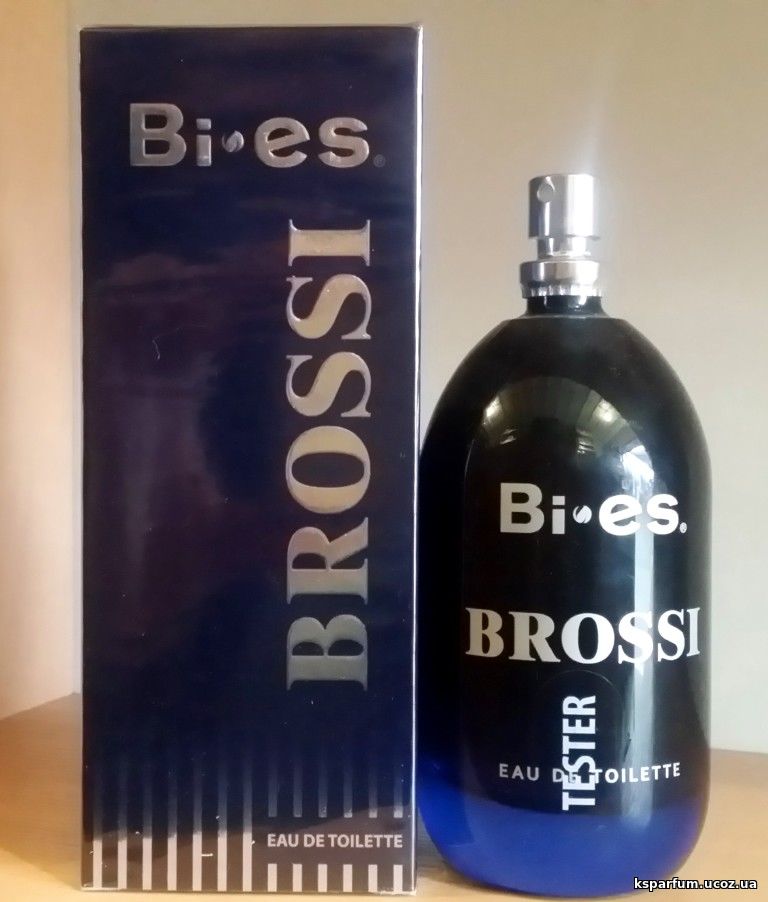 Bi-es®
BROSSI
EAU DE TOILETTE
Bi-es®
BROSSI
TESTER
EAU DE TOILETTE
ksparfum.ucoz.ua